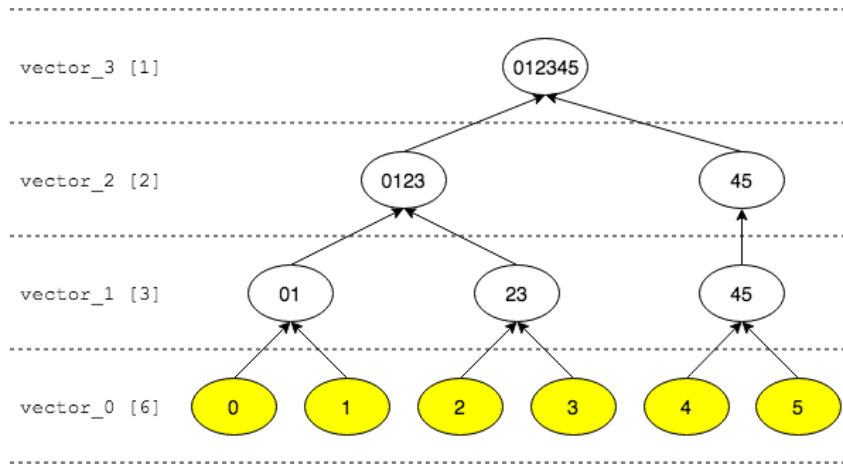 vector_3 [1] 012345
vector_2 [2] 0123 45
vector_1 [3] 01 23 45
vector_0 [6] 0 1 2 3 4 5